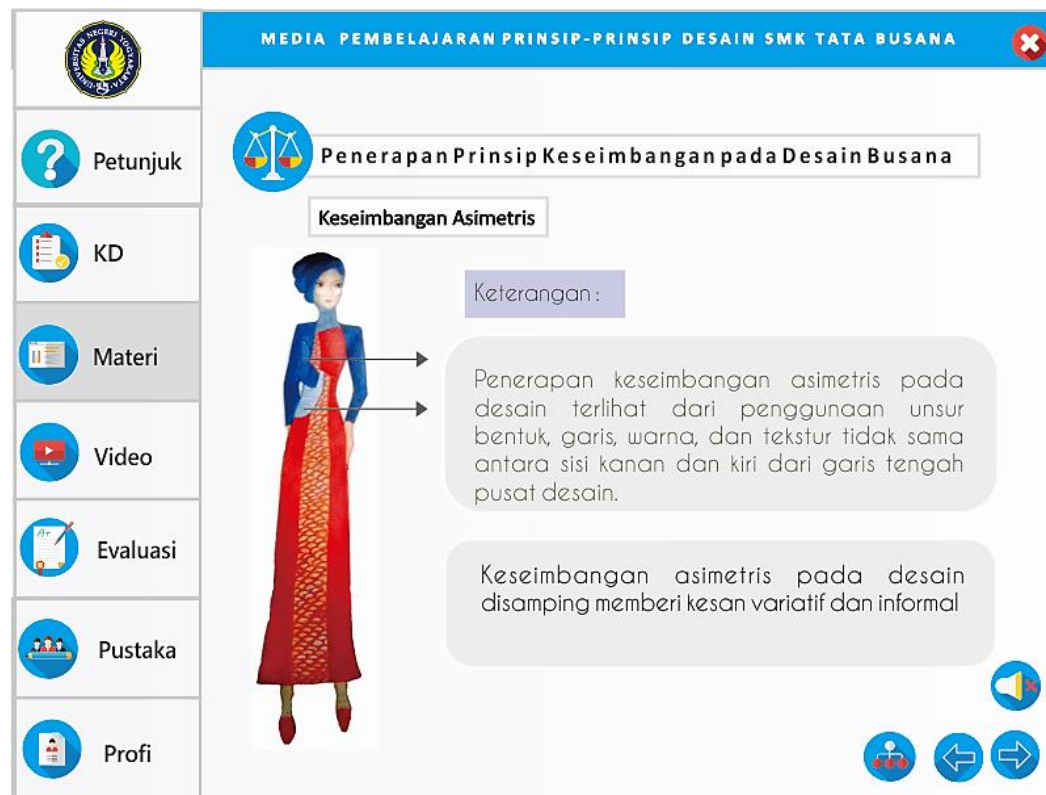 UNIVERSITAS NEGERI YOGYAKARTA
MEDIA PEMBELAJARAN PRINSIP-PRINSIP DESAIN SMK TATA BUSANA
Petunjuk
KD
Materi
Video
A+
Evaluasi
Pustaka
Profi
Penerapan Prinsip Keseimbangan pada Desain Busana
Keseimbangan Asimetris
Keterangan :
Penerapan keseimbangan asimetris pada
desain terlihat dari penggunaan unsur
bentuk, garis, warna, dan tekstur tidak sama
antara sisi kanan dan kiri dari garis tengah
pusat desain.
Keseimbangan asimetris pada desain
disamping memberi kesan variatif dan informal